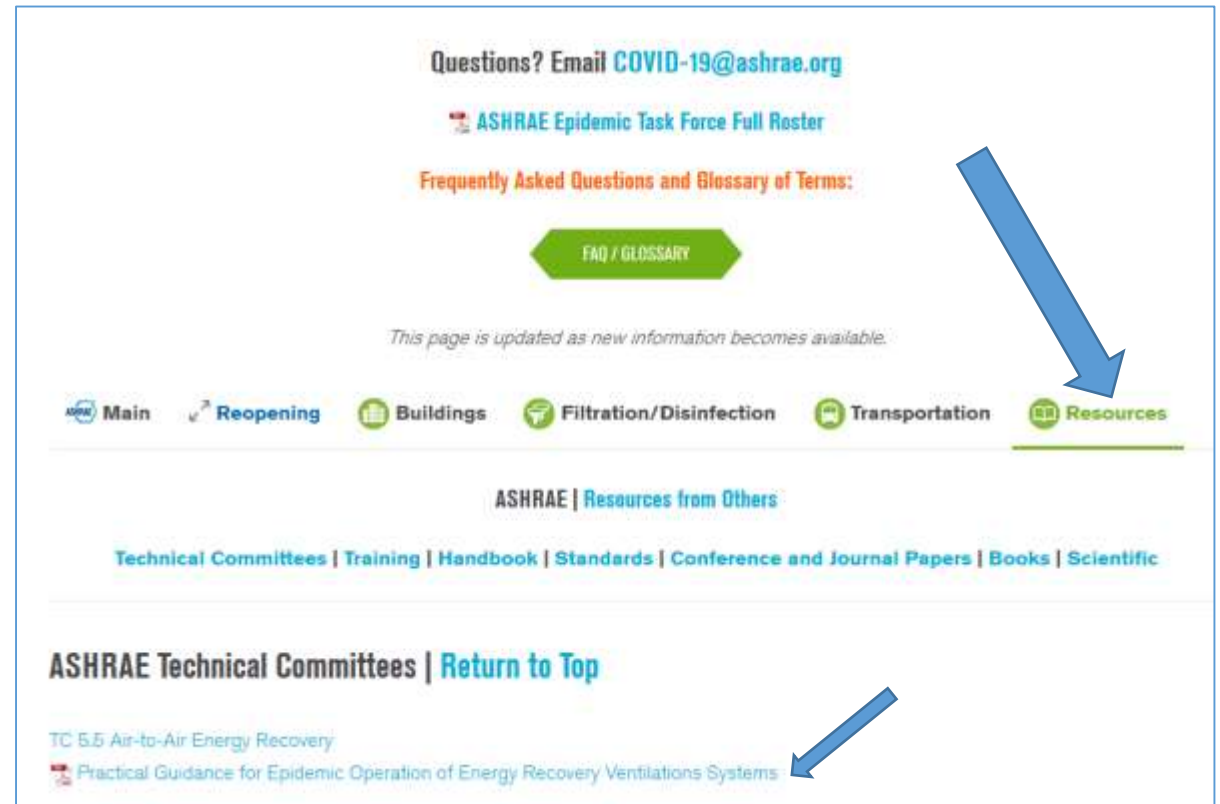 Questions? Email COVID-19@ashrae.org
ASHRAE Epidemic Task Force Full Roster
Frequently Asked Questions and Glossary of Terms:
FAQ / GLOSSARY
This page is updated as new information becomes available.
ASHRAE Main Reopening Buildings Filtration/Disinfection Transportation Resources
ASHRAE | Resources from Others
Technical Committees | Training | Handbook | Standards | Conference and Journal Papers | Books | Scientific
ASHRAE Technical Committees | Return to Top
TC 5.5 Air-to-Air Energy Recovery
Practical Guidance for Epidemic Operation of Energy Recovery Ventilations Systems